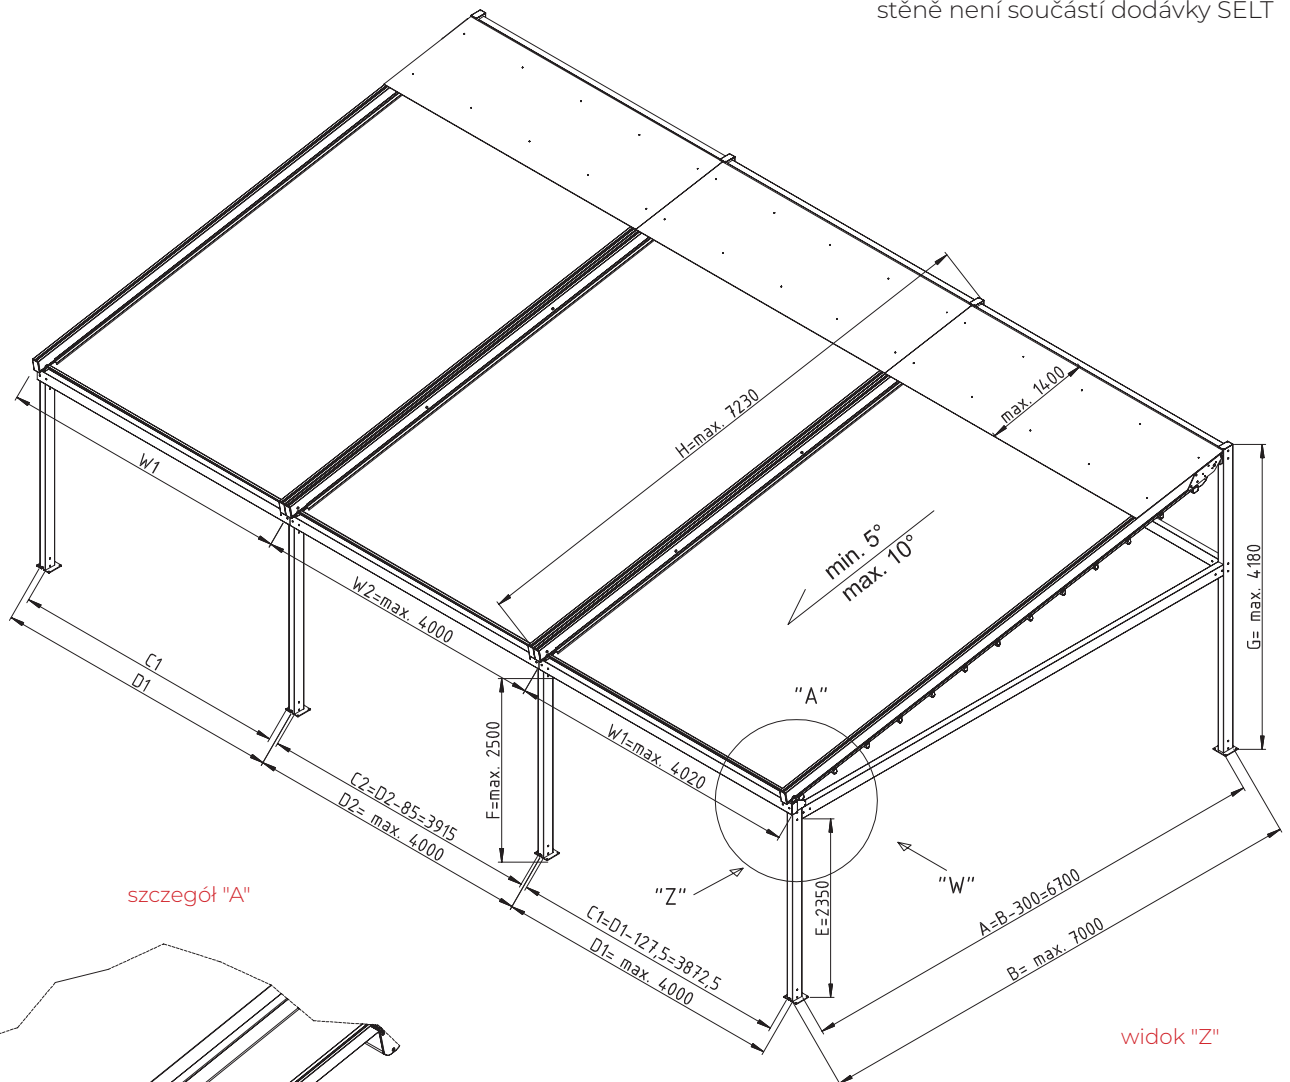 stěně není součástí dodávky SELT
H=max. 7230
max. 1400
W1
min. 5°
max. 10°
W2=max. 4000
G= max. 4180
C1
D1
"A"
W1=max. 4020
F=max. 2500
C2=D2-85=3915
D2= max. 4000
"Z"
"W"
szczegół "A"
E=2350
A=B-300=6700
C1=D1-127,5=3872,5
D1= max. 4000
B= max. 7000
widok "Z"